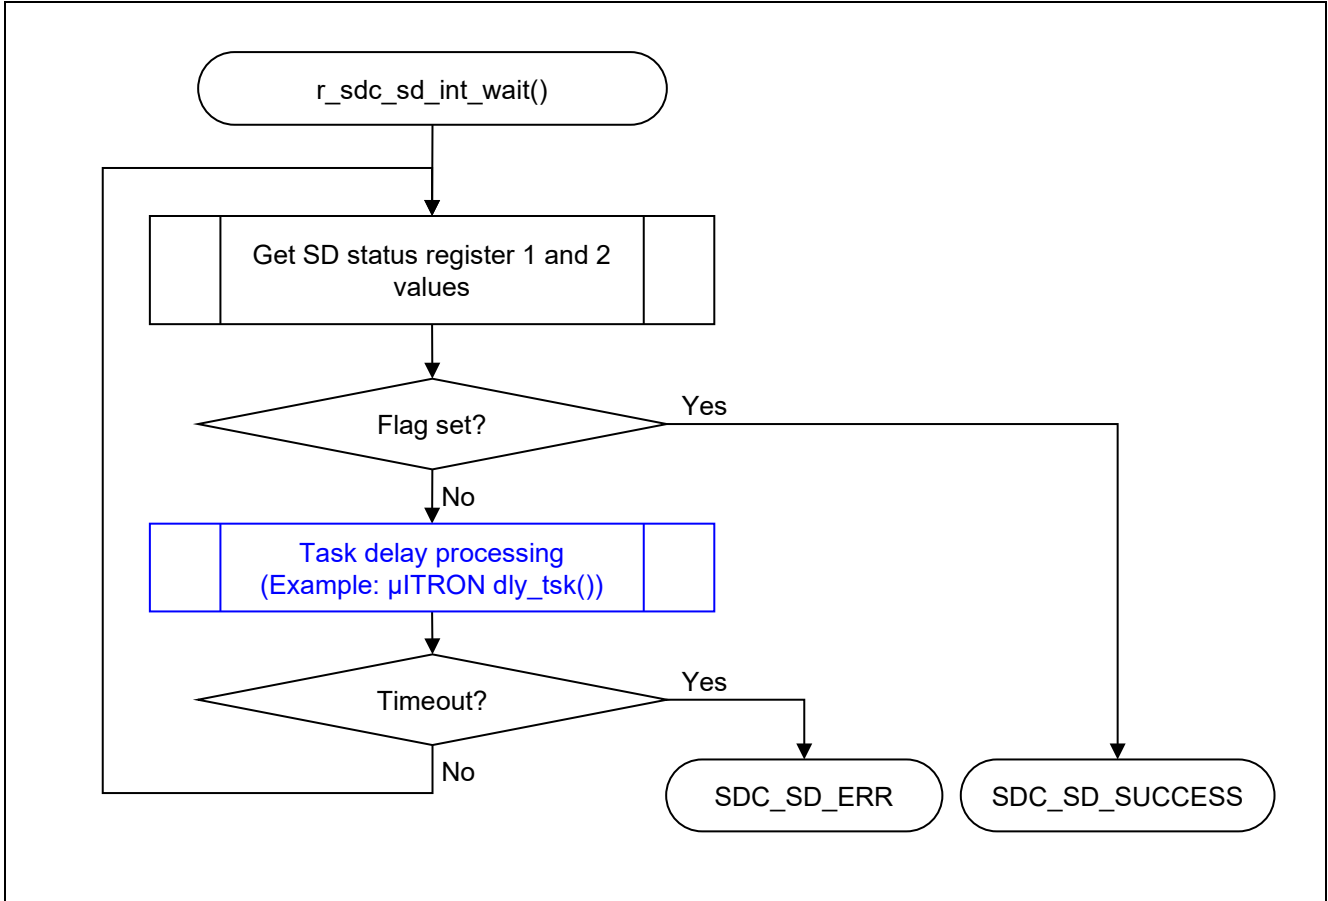 r_sdc_sd_int_wait()
Get SD status register 1 and 2
values
Flag set?
Yes
No
Task delay processing
(Example: µITRON dly_tsk())
Timeout?
Yes
No
SDC_SD_ERR
SDC_SD_SUCCESS